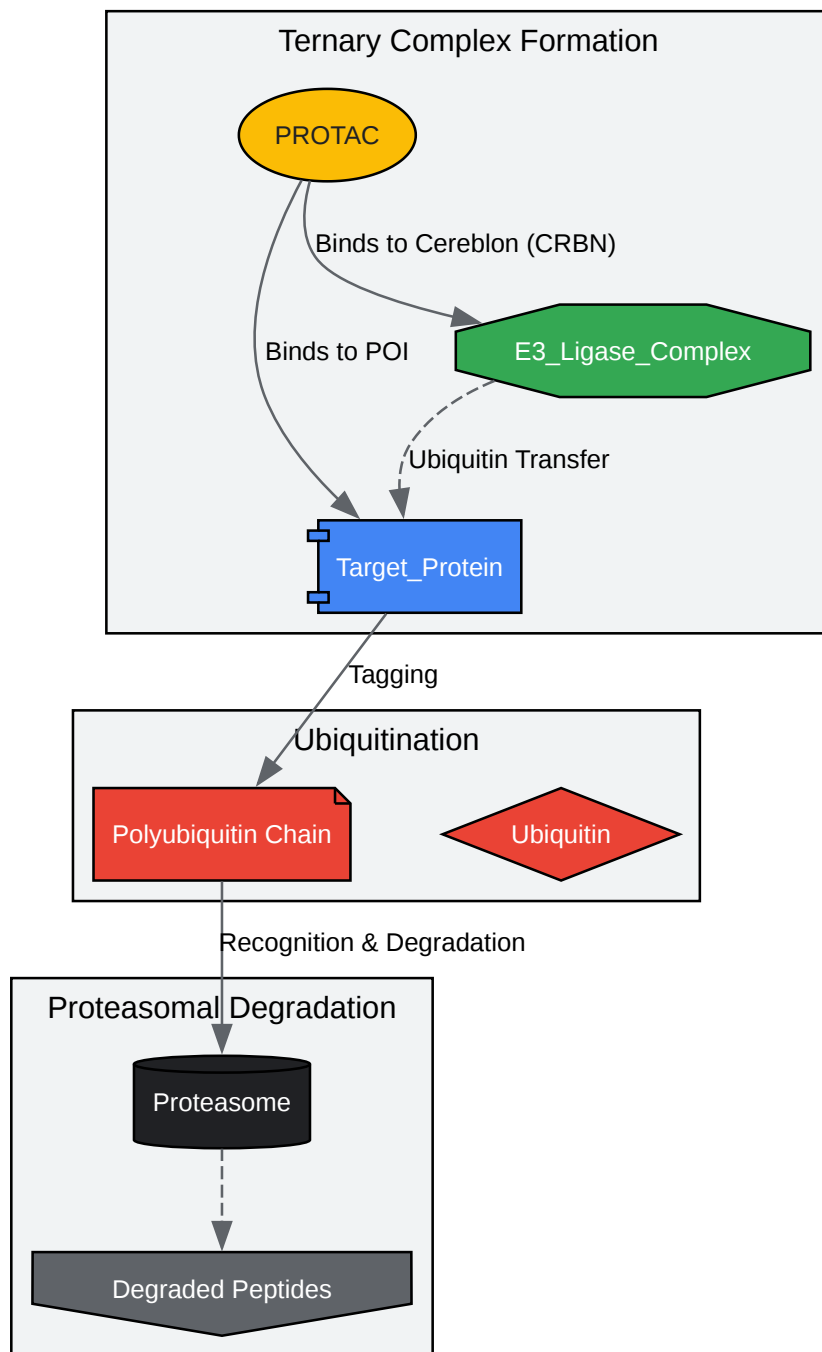 Ternary Complex Formation
PROTAC
Binds to Cereblon (CRBN)
Binds to POI
E3_Ligase_Complex
Ubiquitin Transfer
Target_Protein
Tagging
Ubiquitination
Polyubiquitin Chain
Ubiquitin
Recognition & Degradation
Proteasomal Degradation
Proteasome
Degraded Peptides